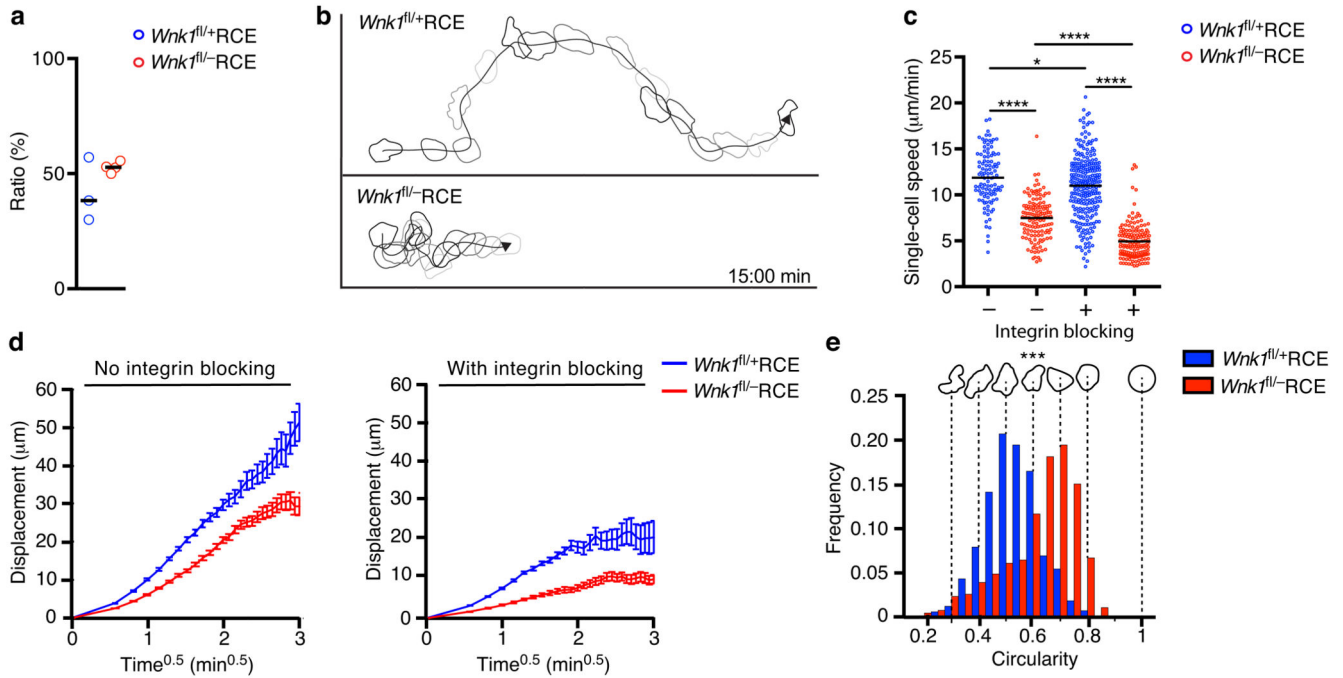 a
Wnk1fl/+RCE
Wnk1fl/–RCE
100
50
0
Ratio (%)
b
Wnk1fl/+RCE
Wnk1fl/–RCE
15:00 min
c
Wnk1fl/+RCE
Wnk1fl/–RCE
****
*
****
****
25
20
15
10
5
0
Single-cell speed (μm/min)
– – + +
Integrin blocking
d
No integrin blocking
60
50
40
30
20
10
0
Displacement (μm)
0 1 2 3
Time0.5 (min0.5)
With integrin blocking
Wnk1fl/+RCE
Wnk1fl/–RCE
60
50
40
30
20
10
0
Displacement (μm)
0 1 2 3
Time0.5 (min0.5)
e
***
Wnk1fl/+RCE
Wnk1fl/–RCE
0.25
0.20
0.15
0.10
0.05
0
Frequency
0.2 0.4 0.6 0.8 1
Circularity